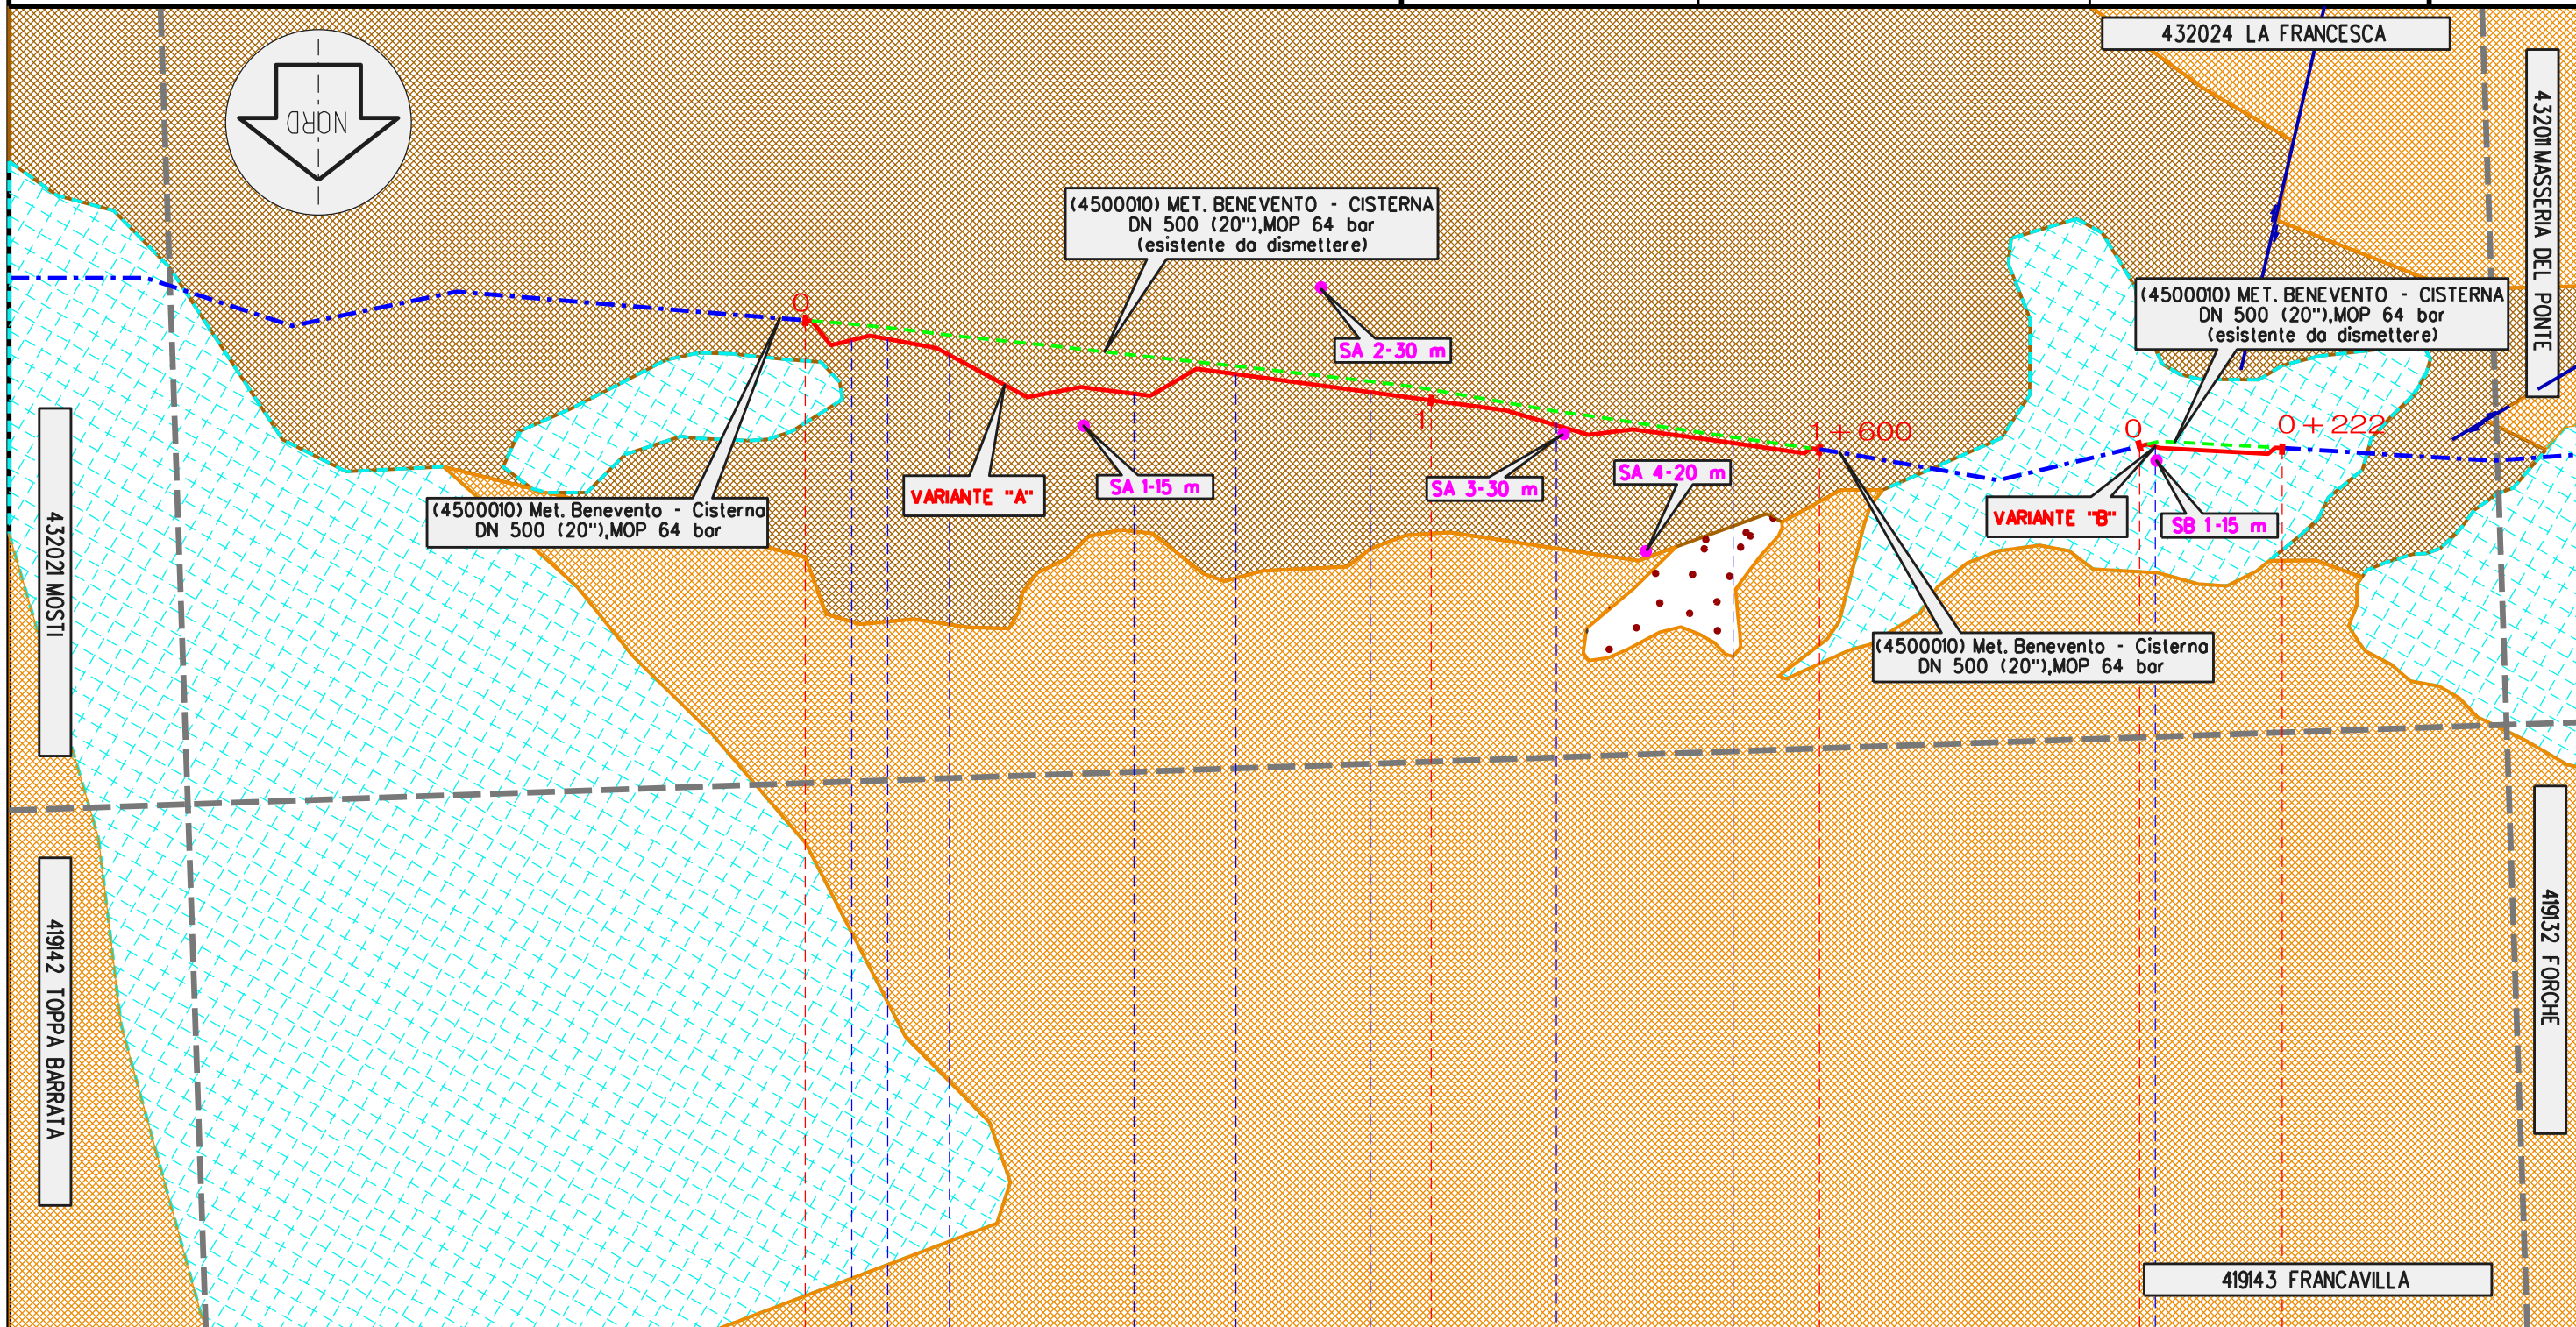 432024 LA FRANCESCA
NORD
432011 MASSERIA DEL PONTE
(4500010) MET. BENEVENTO - CISTERNA
DN 500 (20"),MOP 64 bar
(esistente da dismettere)
(4500010) MET. BENEVENTO - CISTERNA
DN 500 (20"),MOP 64 bar
(esistente da dismettere)
0
SA 2-30 m
1
1+600
0
0+222
432021 MOSTI
VARIANTE "A"
SA 1-15 m
SA 3-30 m
SA 4-20 m
VARIANTE "B"
SB 1-15 m
(4500010) Met. Benevento - Cisterna
DN 500 (20"),MOP 64 bar
(4500010) Met. Benevento - Cisterna
DN 500 (20"),MOP 64 bar
419142 TOPPA BARRATA
419132 FORCHE
419143 FRANCAVILLA